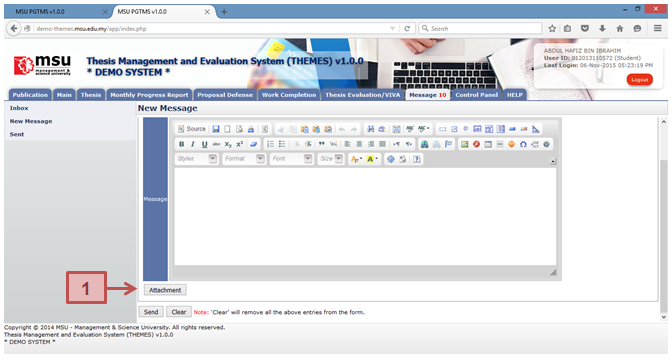 MSU PGTMS v1.0.0
'MSU PGTMS v1.0.0
demo-themes.msu.edu.my/app/index.php
Search
msu
management &
science university
Thesis Management and Evaluation System (THEMES) v1.0.0
* DEMO SYSTEM *
ABDUL HAFIZ BIN IBRAHIM
User ID: 012013110572 (Student)
Last Login: 06-Nov-2015 05:23:19 PM
Logout
Publication Main Thesis Monthly Progress Report Proposal Defense Work Completion Thesis Evaluation/VIVA Message 10 Control Panel HELP
Inbox
New Message
Sent
New Message
Source
B I U abc X₂ X²
Styles Format Font Size
Message
1
Attachment
Send Clear Note: 'Clear' will remove all the above entries from the form.
Copyright © 2014 MSU - Management & Science University. All rights reserved.
Thesis Management and Evaluation System (THEMES) v1.0.0
* DEMO SYSTEM *